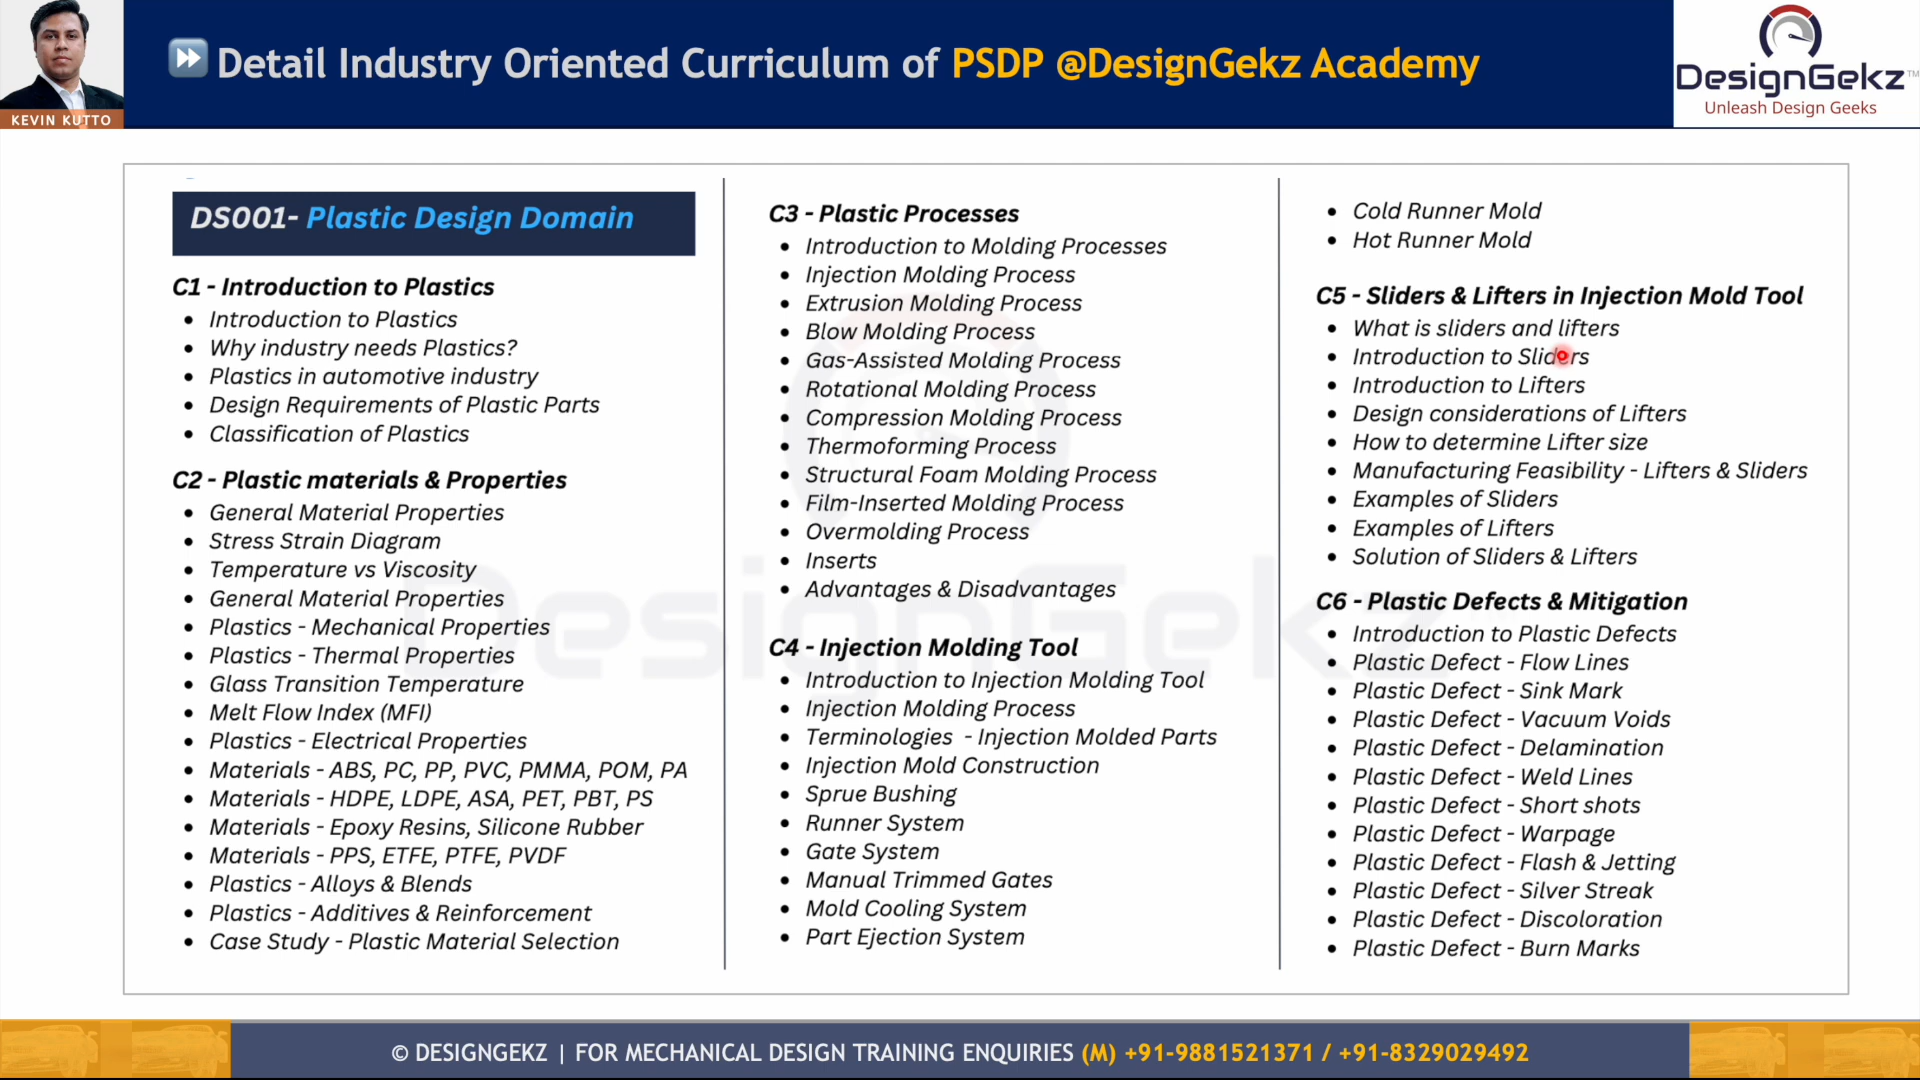 Detail Industry Oriented Curriculum of PSDP @DesignGekz Academy
KEVIN KUTTO
DesignGekz™
Unleash Design Geeks
DS001- Plastic Design Domain
C1 - Introduction to Plastics
• Introduction to Plastics
• Why industry needs Plastics?
• Plastics in automotive industry
• Design Requirements of Plastic Parts
• Classification of Plastics
C2 - Plastic materials & Properties
• General Material Properties
• Stress Strain Diagram
• Temperature vs Viscosity
• General Material Properties
• Plastics - Mechanical Properties
• Plastics - Thermal Properties
• Glass Transition Temperature
• Melt Flow Index (MFI)
• Plastics - Electrical Properties
• Materials - ABS, PC, PP, PVC, PMMA, POM, PA
• Materials - HDPE, LDPE, ASA, PET, PBT, PS
• Materials - Epoxy Resins, Silicone Rubber
• Materials - PPS, ETFE, PTFE, PVDF
• Plastics - Alloys & Blends
• Plastics - Additives & Reinforcement
• Case Study - Plastic Material Selection
C3 - Plastic Processes
• Introduction to Molding Processes
• Injection Molding Process
• Extrusion Molding Process
• Blow Molding Process
• Gas-Assisted Molding Process
• Rotational Molding Process
• Compression Molding Process
• Thermoforming Process
• Structural Foam Molding Process
• Film-Inserted Molding Process
• Overmolding Process
• Inserts
• Advantages & Disadvantages
C4 - Injection Molding Tool
• Introduction to Injection Molding Tool
• Injection Molding Process
• Terminologies - Injection Molded Parts
• Injection Mold Construction
• Sprue Bushing
• Runner System
• Gate System
• Manual Trimmed Gates
• Mold Cooling System
• Part Ejection System
• Cold Runner Mold
• Hot Runner Mold
C5 - Sliders & Lifters in Injection Mold Tool
• What is sliders and lifters
• Introduction to Sliders
• Introduction to Lifters
• Design considerations of Lifters
• How to determine Lifter size
• Manufacturing Feasibility - Lifters & Sliders
• Examples of Sliders
• Examples of Lifters
• Solution of Sliders & Lifters
C6 - Plastic Defects & Mitigation
• Introduction to Plastic Defects
• Plastic Defect - Flow Lines
• Plastic Defect - Sink Mark
• Plastic Defect - Vacuum Voids
• Plastic Defect - Delamination
• Plastic Defect - Weld Lines
• Plastic Defect - Short shots
• Plastic Defect - Warpage
• Plastic Defect - Flash & Jetting
• Plastic Defect - Silver Streak
• Plastic Defect - Discoloration
• Plastic Defect - Burn Marks
DesignGekz
© DESIGNGEKZ | FOR MECHANICAL DESIGN TRAINING ENQUIRIES (M) +91-9881521371 / +91-8329029492